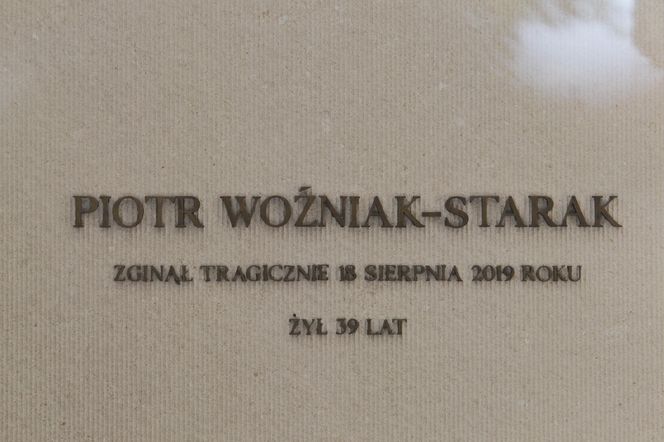 PIOTR WOŹNIAK-STARAK
ZGINĄŁ TRAGICZNIE 18 SIERPNIA 2019 ROKU
ŻYŁ 39 LAT